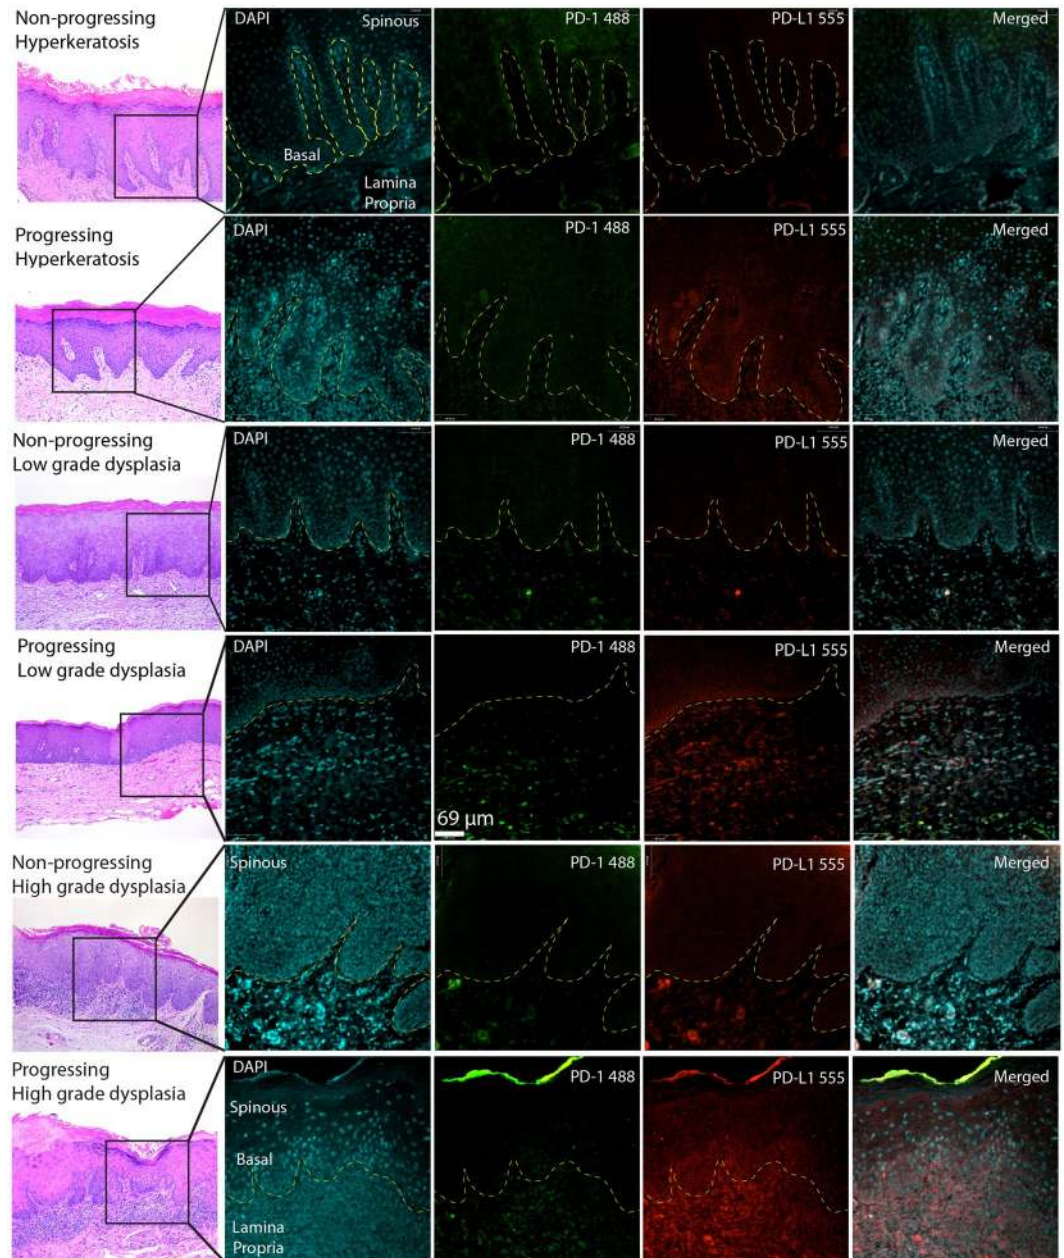 Non-progressing
Hyperkeratosis
DAPI
Spinous
Basal
Lamina
Propria
PD-1 488
PD-L1 555
Merged
Progressing
Hyperkeratosis
DAPI
PD-1 488
PD-L1 555
Merged
Non-progressing
Low grade dysplasia
DAPI
PD-1 488
PD-L1 555
Merged
Progressing
Low grade dysplasia
DAPI
PD-1 488
69 µm
PD-L1 555
Merged
Non-progressing
High grade dysplasia
Spinous
PD-1 488
PD-L1 555
Merged
Progressing
High grade dysplasia
DAPI
Spinous
Basal
Lamina
Propria
PD-1 488
PD-L1 555
Merged